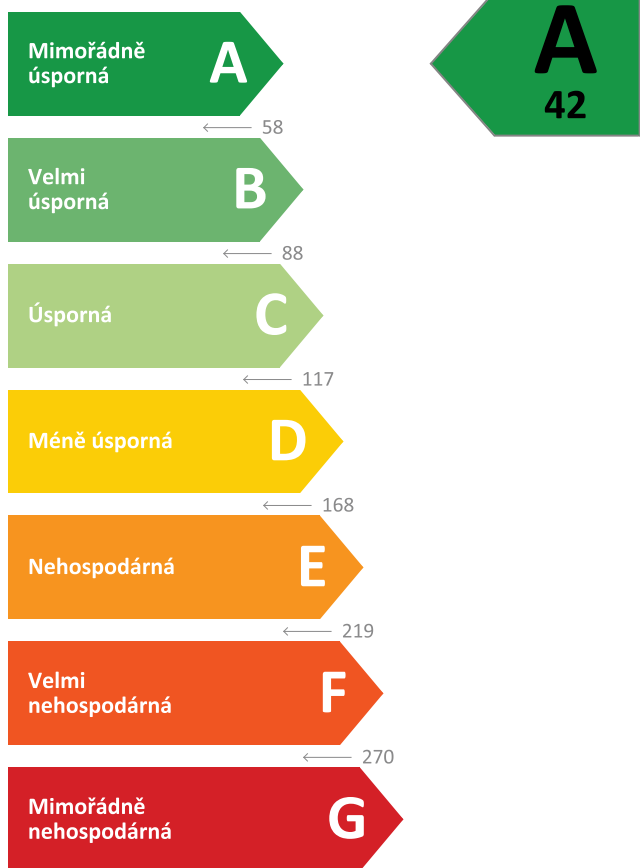 Mimořádně
úsporná
A
A
42
58
Velmi
úsporná
B
88
Úsporná
C
117
Méně úsporná
D
168
Nehospodárná
E
219
Velmi
nehospodárná
F
270
Mimořádně
nehospodárná
G